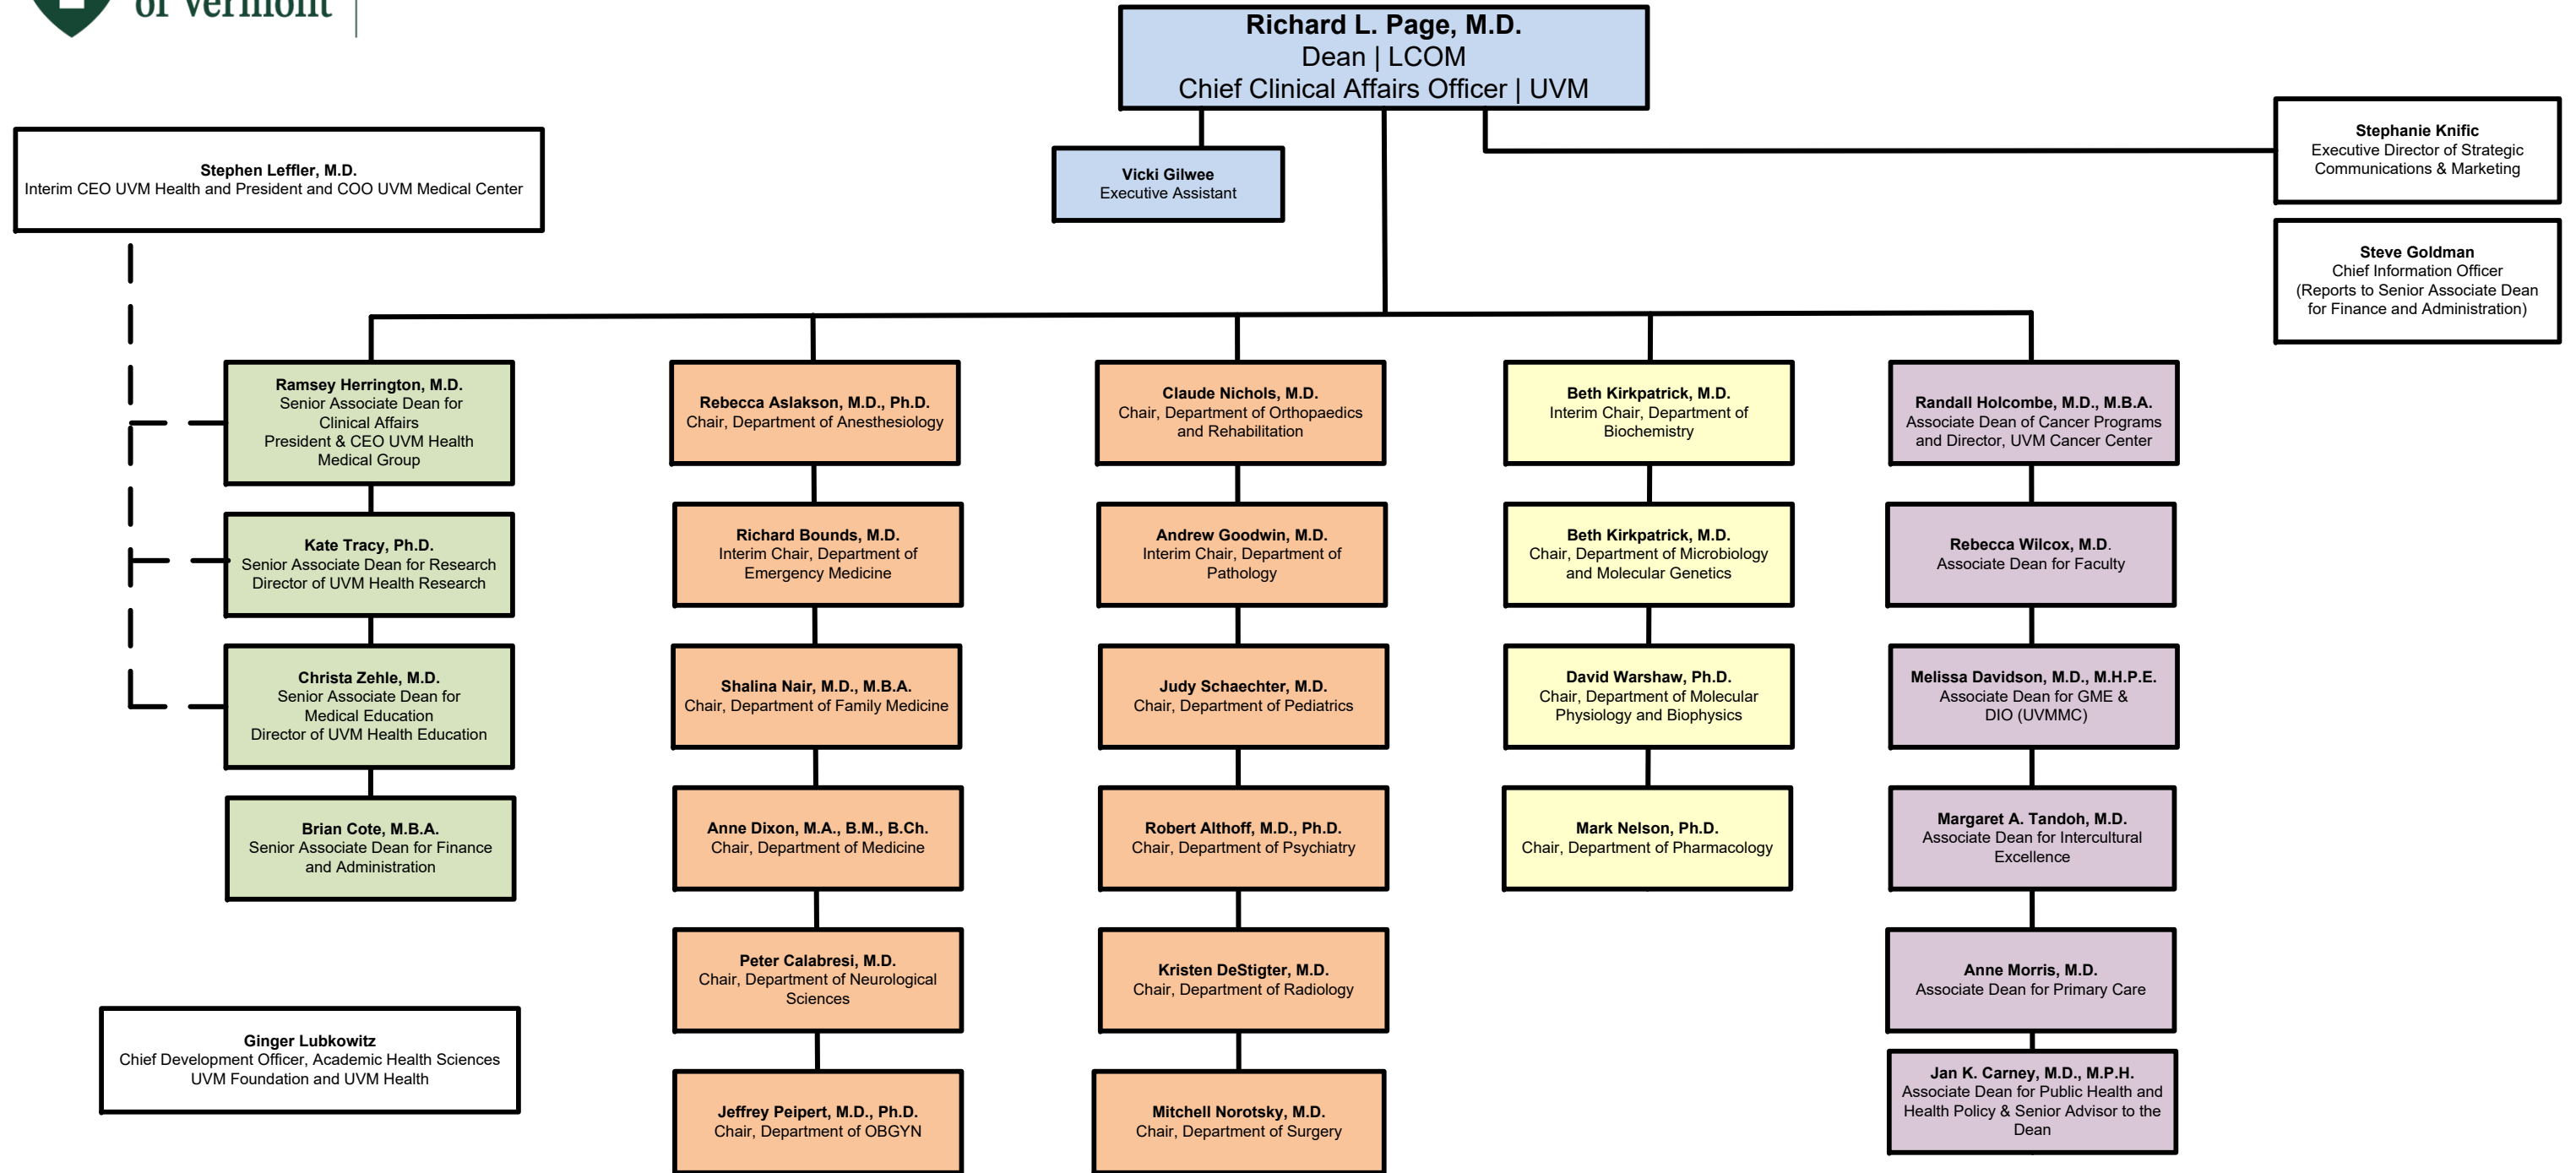 of Vermont
Richard L. Page, M.D.
Dean | LCOM
Chief Clinical Affairs Officer | UVM
Vicki Gilwee
Executive Assistant
Stephanie Knific
Executive Director of Strategic
Communications & Marketing
Steve Goldman
Chief Information Officer
(Reports to Senior Associate Dean
for Finance and Administration)
Stephen Leffler, M.D.
Interim CEO UVM Health and President and COO UVM Medical Center
Ramsey Herrington, M.D.
Senior Associate Dean for
Clinical Affairs
President & CEO UVM Health
Medical Group
Kate Tracy, Ph.D.
Senior Associate Dean for Research
Director of UVM Health Research
Christa Zehle, M.D.
Senior Associate Dean for
Medical Education
Director of UVM Health Education
Brian Cote, M.B.A.
Senior Associate Dean for Finance
and Administration
Ginger Lubkowitz
Chief Development Officer, Academic Health Sciences
UVM Foundation and UVM Health
Rebecca Aslakson, M.D., Ph.D.
Chair, Department of Anesthesiology
Richard Bounds, M.D.
Interim Chair, Department of
Emergency Medicine
Shalina Nair, M.D., M.B.A.
Chair, Department of Family Medicine
Anne Dixon, M.A., B.M., B.Ch.
Chair, Department of Medicine
Peter Calabresi, M.D.
Chair, Department of Neurological
Sciences
Jeffrey Peipert, M.D., Ph.D.
Chair, Department of OBGYN
Claude Nichols, M.D.
Chair, Department of Orthopaedics
and Rehabilitation
Andrew Goodwin, M.D.
Interim Chair, Department of
Pathology
Judy Schaechter, M.D.
Chair, Department of Pediatrics
Robert Althoff, M.D., Ph.D.
Chair, Department of Psychiatry
Kristen DeStigter, M.D.
Chair, Department of Radiology
Mitchell Norotsky, M.D.
Chair, Department of Surgery
Beth Kirkpatrick, M.D.
Interim Chair, Department of
Biochemistry
Beth Kirkpatrick, M.D.
Chair, Department of Microbiology
and Molecular Genetics
David Warshaw, Ph.D.
Chair, Department of Molecular
Physiology and Biophysics
Mark Nelson, Ph.D.
Chair, Department of Pharmacology
Randall Holcombe, M.D., M.B.A.
Associate Dean of Cancer Programs
and Director, UVM Cancer Center
Rebecca Wilcox, M.D.
Associate Dean for Faculty
Melissa Davidson, M.D., M.H.P.E.
Associate Dean for GME &
DIO (UVMMC)
Margaret A. Tandoh, M.D.
Associate Dean for Intercultural
Excellence
Anne Morris, M.D.
Associate Dean for Primary Care
Jan K. Carney, M.D., M.P.H.
Associate Dean for Public Health and
Health Policy & Senior Advisor to the
Dean